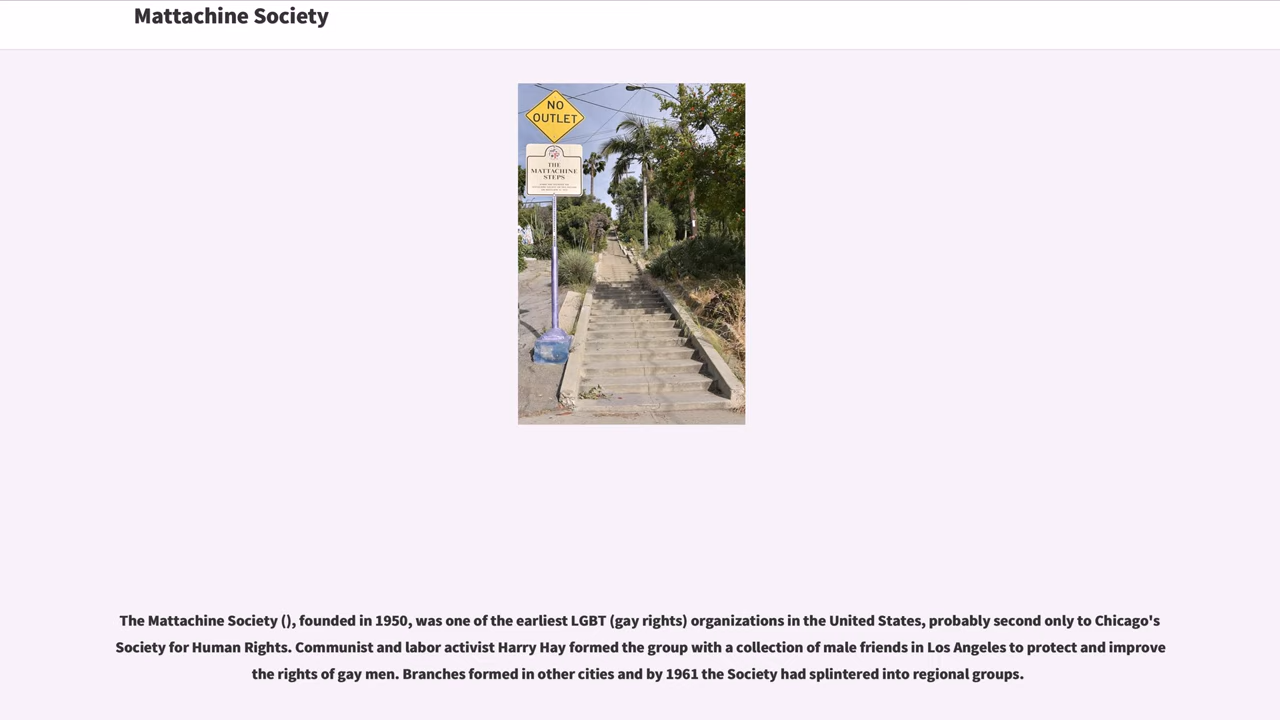 Mattachine Society
NO
OUTLET
THE
MATTACHINE
STEPS
The Mattachine Society (), founded in 1950, was one of the earliest LGBT (gay rights) organizations in the United States, probably second only to Chicago's
Society for Human Rights. Communist and labor activist Harry Hay formed the group with a collection of male friends in Los Angeles to protect and improve
the rights of gay men. Branches formed in other cities and by 1961 the Society had splintered into regional groups.